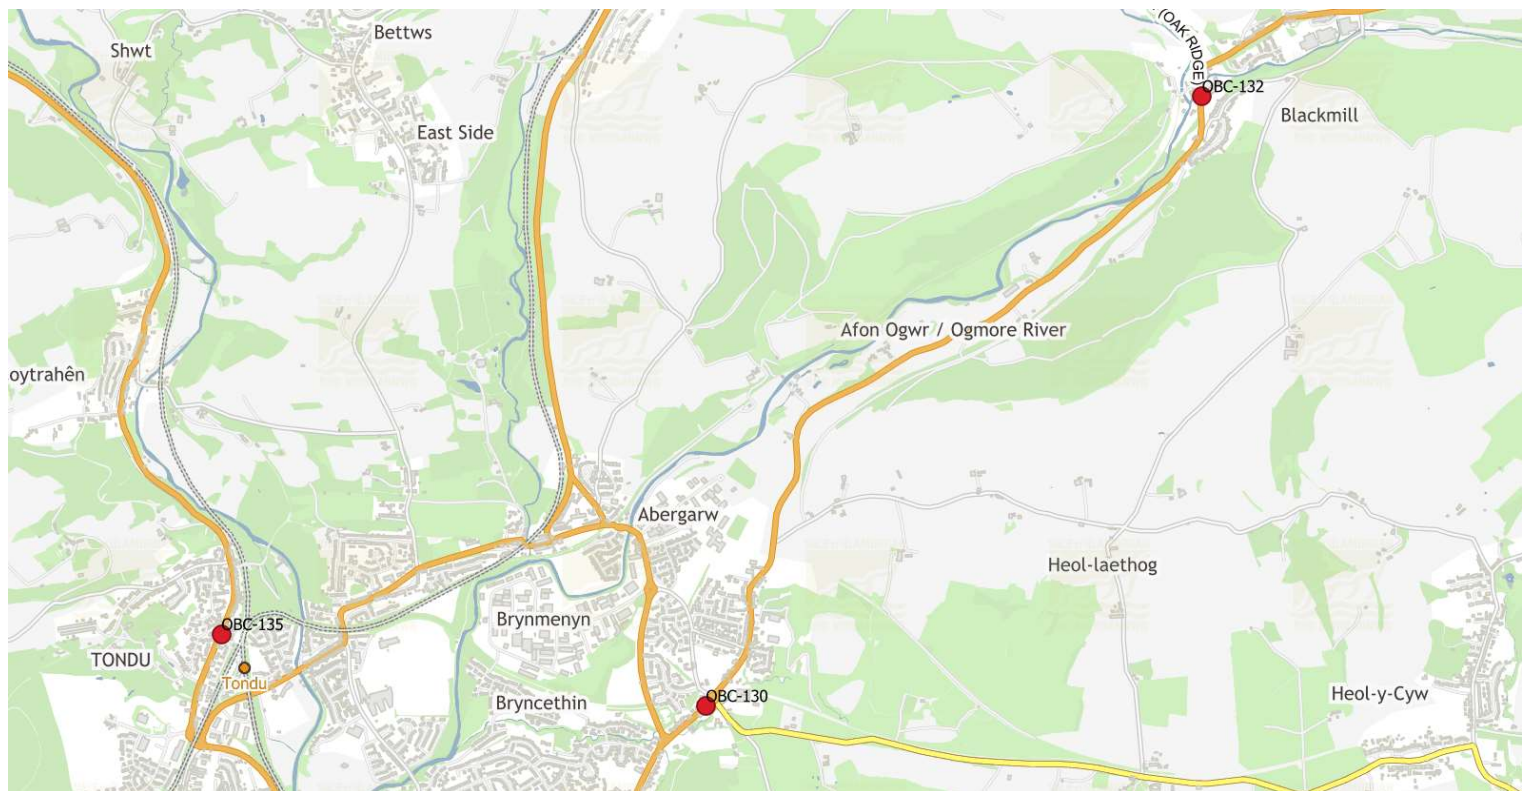 (OAK RIDGE)
Bettws
Shwt
OBC-132
Blackmill
East Side
Afon Ogwr / Ogmore River
oytrahên
Abergarw
Heol-laethog
Brynmenyn
OBC-135
TONDU
Tondu
Bryncethin
OBC-130
Heol-y-Cyw